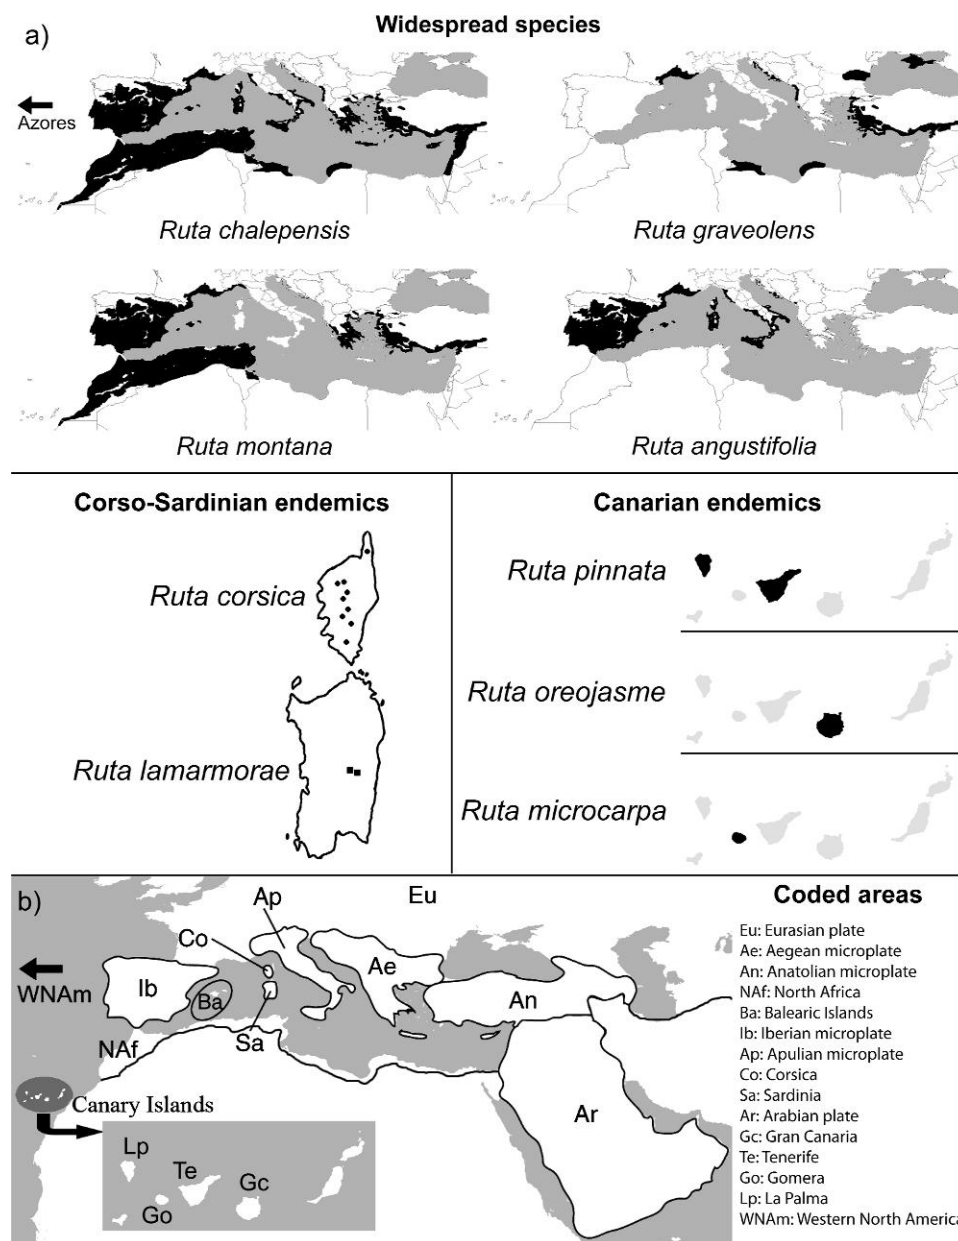 a)
Widespread species
Azores
Ruta chalepensis
Ruta graveolens
Ruta montana
Ruta angustifolia
Corso-Sardinian endemics
Ruta corsica
Ruta lamarmorae
Canarian endemics
Ruta pinnata
Ruta oreojasme
Ruta microcarpa
b)
Ap
Eu
Co
Ae
WNAm
Ib
Ba
An
Sa
NAf
Ar
Canary Islands
Lp
Te
Gc
Go
Coded areas
Eu: Eurasian plate
Ae: Aegean microplate
An: Anatolian microplate
NAf: North Africa
Ba: Balearic Islands
Ib: Iberian microplate
Ap: Apulian microplate
Co: Corsica
Sa: Sardinia
Ar: Arabian plate
Gc: Gran Canaria
Te: Tenerife
Go: Gomera
Lp: La Palma
WNAm: Western North America